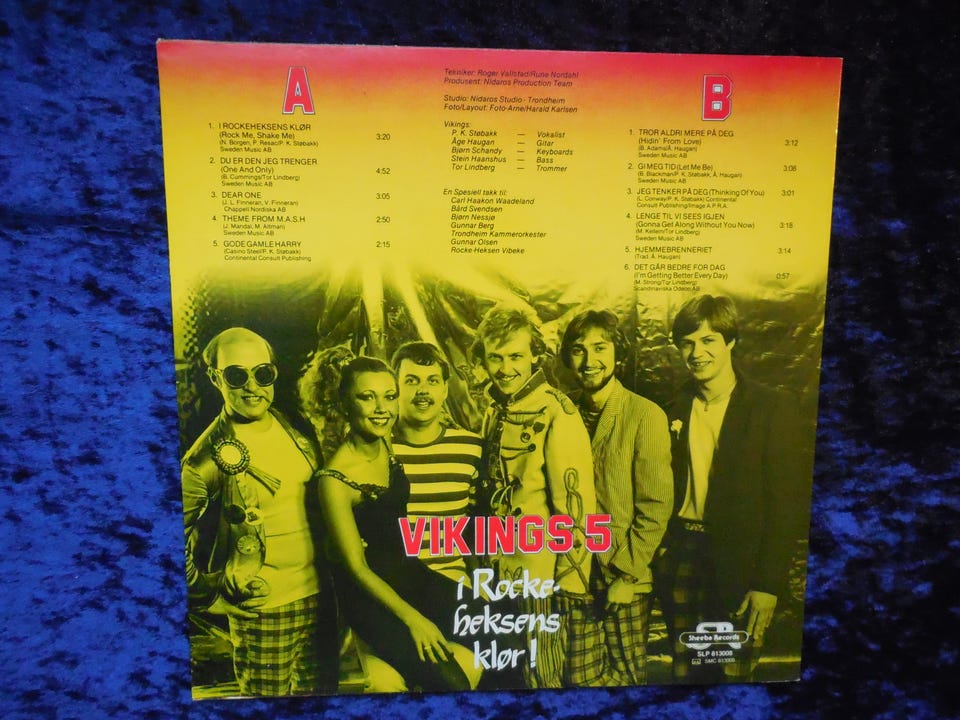 A
1. I ROCKEHEKSENS KLØR
(Rock Me, Shake Me) 3:20
(N. Borgen, P. Resac/P. K. Støbakk)
Sweden Music AB
2. DU ER DEN JEG TRENGER
(One And Only) 4:52
(B. Cummings/Tor Lindberg)
Sweden Music AB
3. DEAR ONE 3:05
(J. L. Finneran, V. Finneran)
Chappell Nordiska AB
4. THEME FROM M.A.S.H 2:50
(J. Mandal, M. Altman)
Sweden Music AB
5. GODE GAMLE HARRY 2:15
(Casino Steel/P. K. Støbakk)
Continental Consult Publishing
Tekniker: Roger Valstad/Rune Nordahl
Produsent: Nidaros Production Team
Studio: Nidaros Studio - Trondheim
Foto/Layout: Foto-Arne/Harald Karlsen
Vikings:
P. K. Støbakk — Vokalist
Åge Haugan — Gitar
Bjørn Schandy — Keyboards
Stein Haanshus — Bass
Tor Lindberg — Trommer
En Spesiell takk til:
Carl Haakon Waadeland
Bård Svendsen
Bjørn Nessjø
Gunnar Berg
Trondheim Kammerorkester
Gunnar Olsen
Rocke-Heksen Vibeke
B
1. TROR ALDRI MERE PÅ DEG
(Hidin' From Love) 3:12
(B. Adams/Å. Haugan)
Sweden Music AB
2. GI MEG TID (Let Me Be) 3:08
(B. Blackman/P. K. Støbakk, Å. Haugan)
Sweden Music AB
3. JEG TENKER PÅ DEG (Thinking Of You) 3:01
(L. Conway/P. K. Støbakk) Continental
Consult Publishing/Image A.P.R.A.
4. LENGE TIL VI SEES IGJEN
(Gonna Get Along Without You Now) 3:18
(M. Kellem/Tor Lindberg)
Sweden Music AB
5. HJEMMEBRENNERIET 3:14
(Trad. Å. Haugan)
6. DET GÅR BEDRE FOR DAG
(I'm Getting Better Every Day) 0:57
(M. Strong/Tor Lindberg)
Scandinaviska Odeon AB
VIKINGS 5
i Rocke-
heksens
klør!
Sheeba Records
SLP 813008
SMC 813008